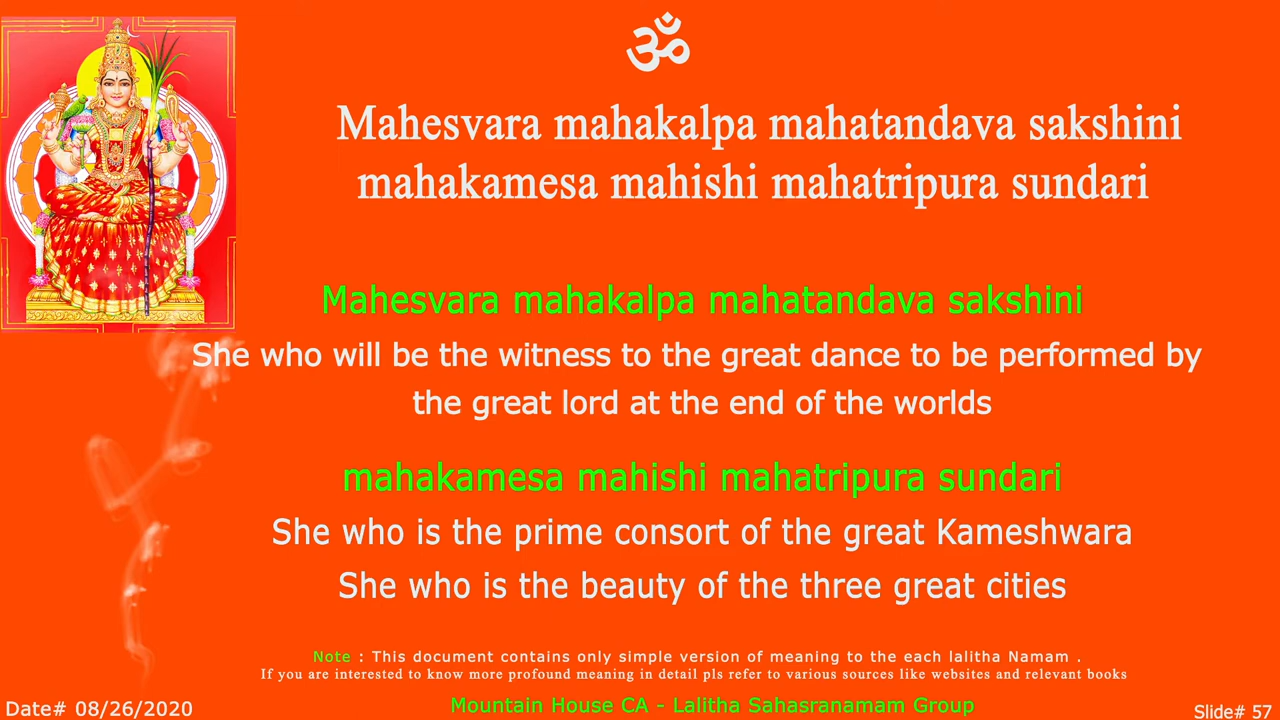 ॐ
Mahesvara mahakalpa mahatandava sakshini
mahakamesa mahishi mahatripura sundari
Mahesvara mahakalpa mahatandava sakshini
She who will be the witness to the great dance to be performed by
the great lord at the end of the worlds
mahakamesa mahishi mahatripura sundari
She who is the prime consort of the great Kameshwara
She who is the beauty of the three great cities
Note : This document contains only simple version of meaning to the each lalitha Namam .
If you are interested to know more profound meaning in detail pls refer to various sources like websites and relevant books
Date# 08/26/2020
Mountain House CA - Lalitha Sahasranamam Group
Slide# 57